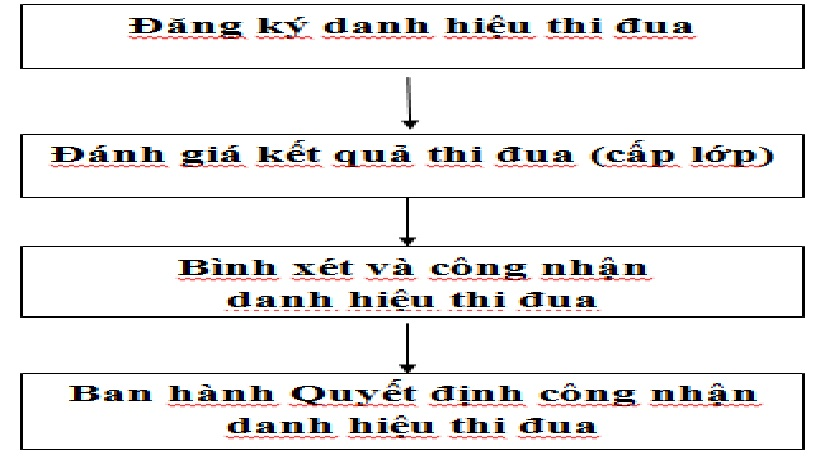 Đăng ký danh hiệu thi đua
Đánh giá kết quả thi đua (cấp lớp)
Bình xét và công nhận
danh hiệu thi đua
Ban hành Quyết định công nhận
danh hiệu thi đua